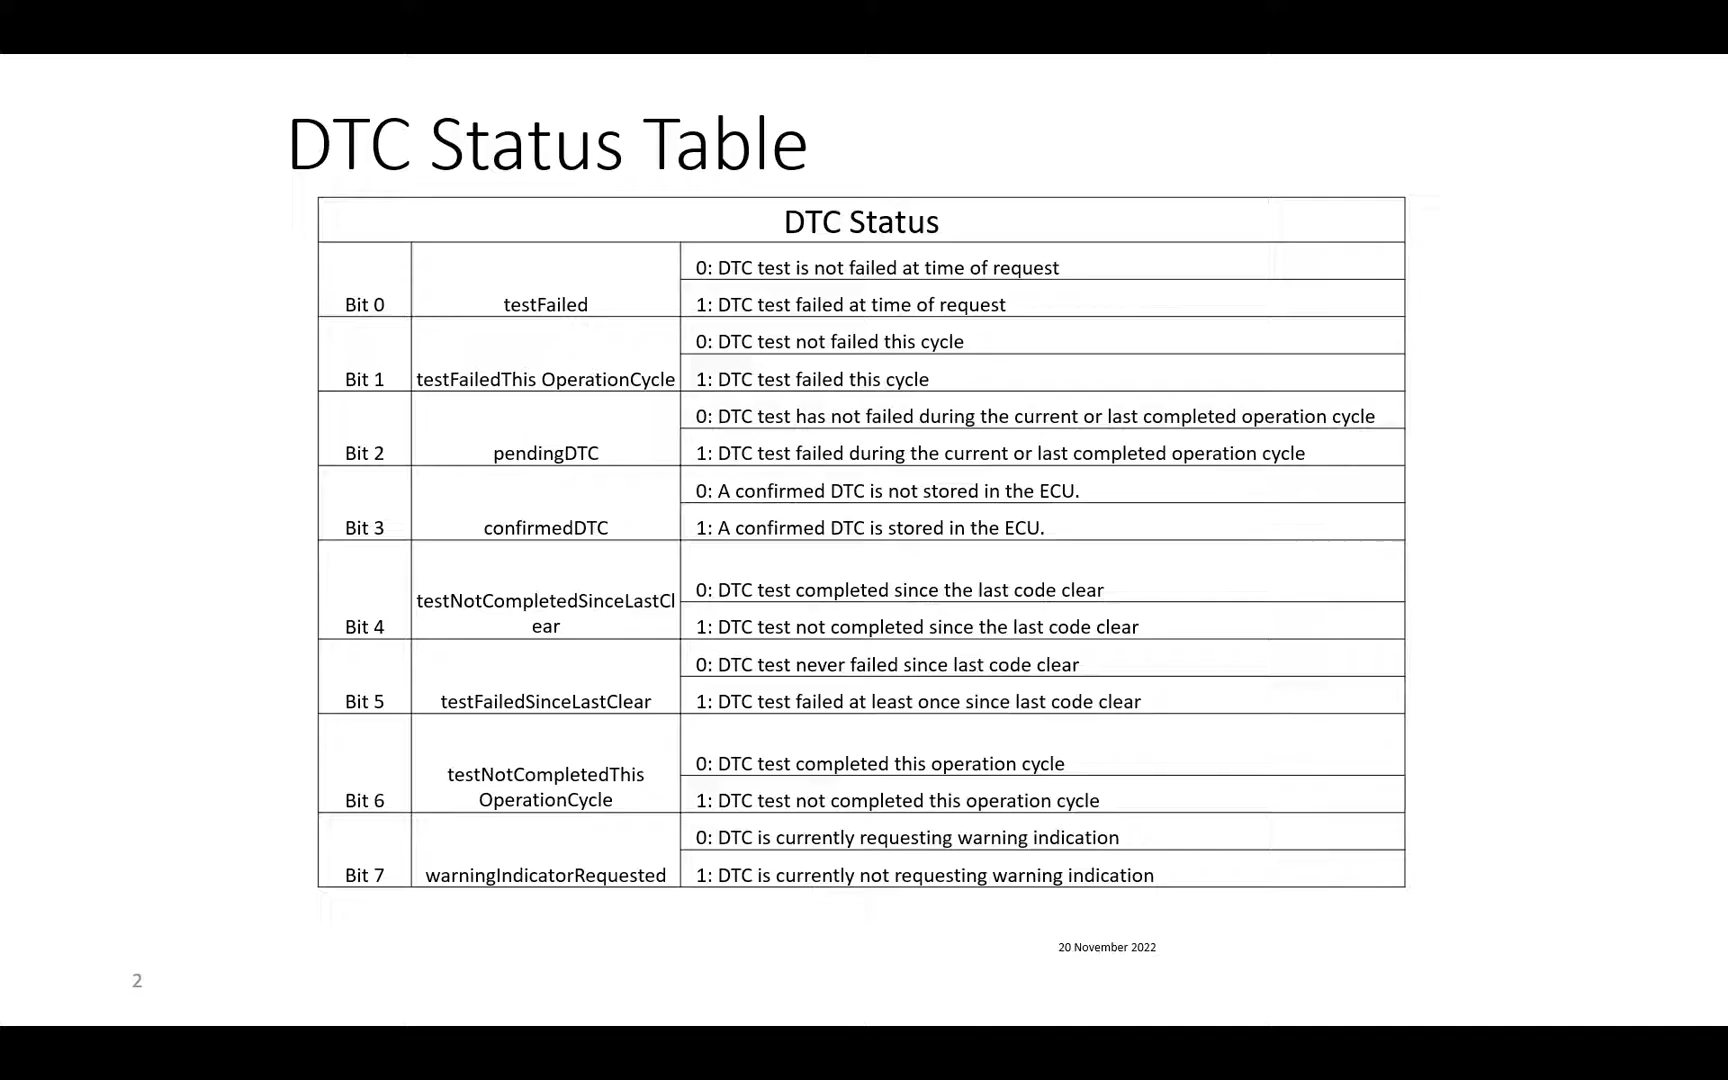 DTC Status Table
DTC Status
0: DTC test is not failed at time of request
Bit 0 testFailed 1: DTC test failed at time of request
0: DTC test not failed this cycle
Bit 1 testFailedThis OperationCycle 1: DTC test failed this cycle
0: DTC test has not failed during the current or last completed operation cycle
Bit 2 pendingDTC 1: DTC test failed during the current or last completed operation cycle
0: A confirmed DTC is not stored in the ECU.
Bit 3 confirmedDTC 1: A confirmed DTC is stored in the ECU.
0: DTC test completed since the last code clear
testNotCompletedSinceLastCl
Bit 4 ear 1: DTC test not completed since the last code clear
0: DTC test never failed since last code clear
Bit 5 testFailedSinceLastClear 1: DTC test failed at least once since last code clear
0: DTC test completed this operation cycle
testNotCompletedThis
Bit 6 OperationCycle 1: DTC test not completed this operation cycle
0: DTC is currently requesting warning indication
Bit 7 warningIndicatorRequested 1: DTC is currently not requesting warning indication
20 November 2022
2